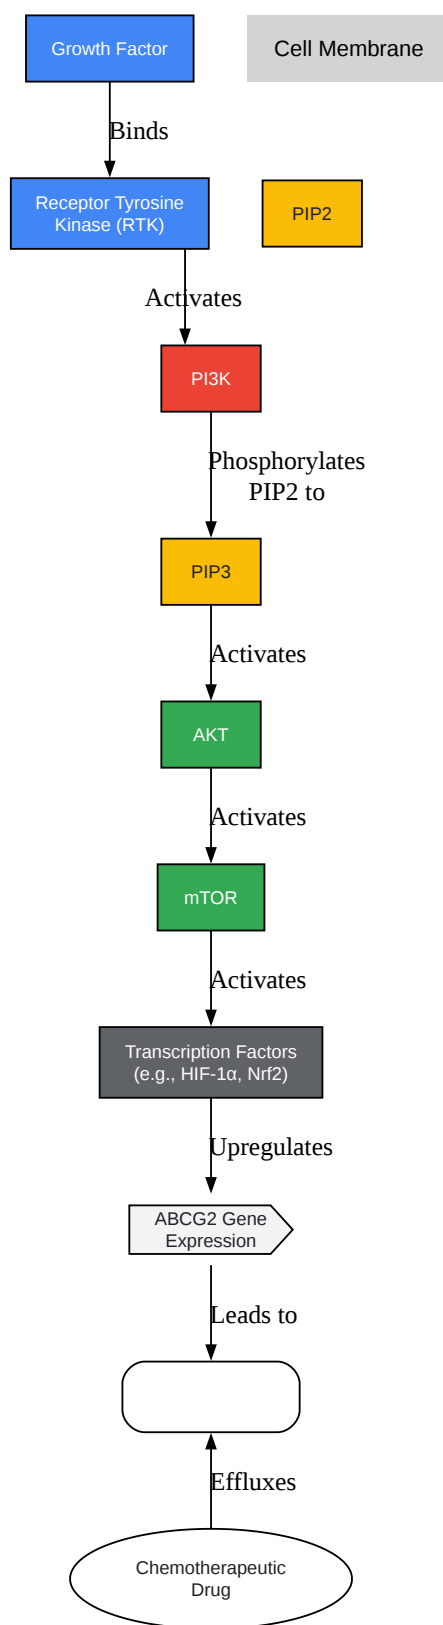 Growth Factor
Cell Membrane
Binds
Receptor Tyrosine
Kinase (RTK)
PIP2
Activates
PI3K
Phosphorylates
PIP2 to
PIP3
Activates
AKT
Activates
mTOR
Activates
Transcription Factors
(e.g., HIF-1α, Nrf2)
Upregulates
ABCG2 Gene
Expression
Leads to
Effluxes
Chemotherapeutic
Drug